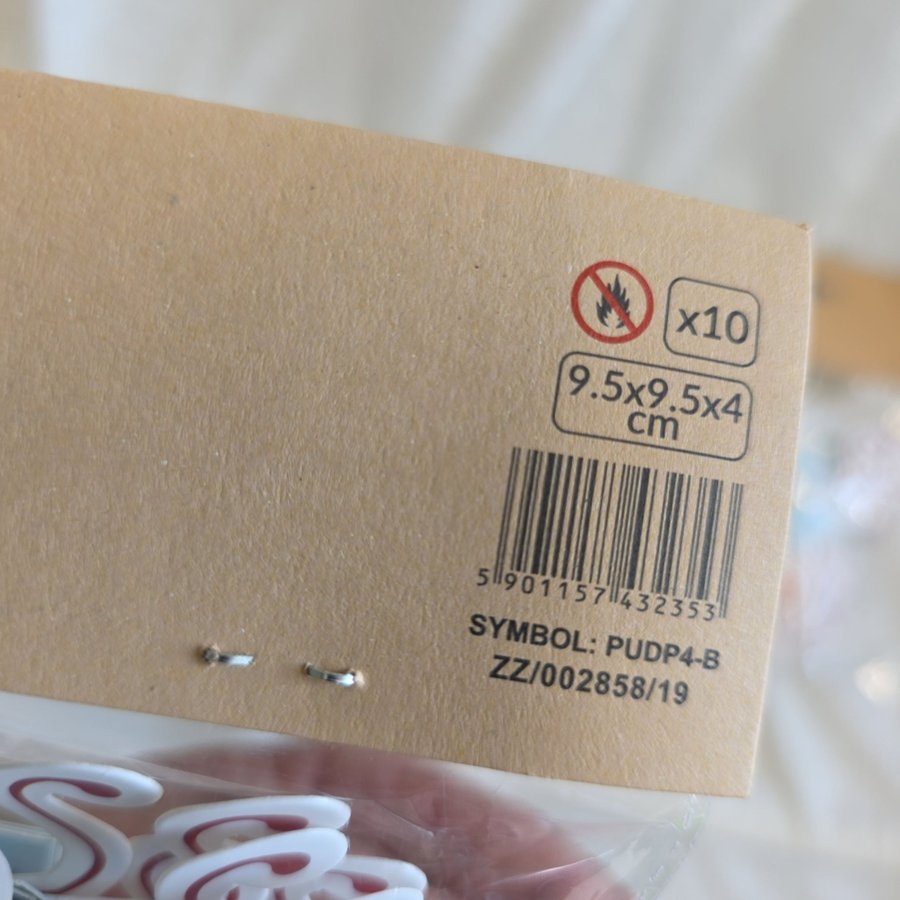 x10
9.5x9.5x4
cm
5 901157 432353
SYMBOL: PUDP4-B
ZZ/002858/19